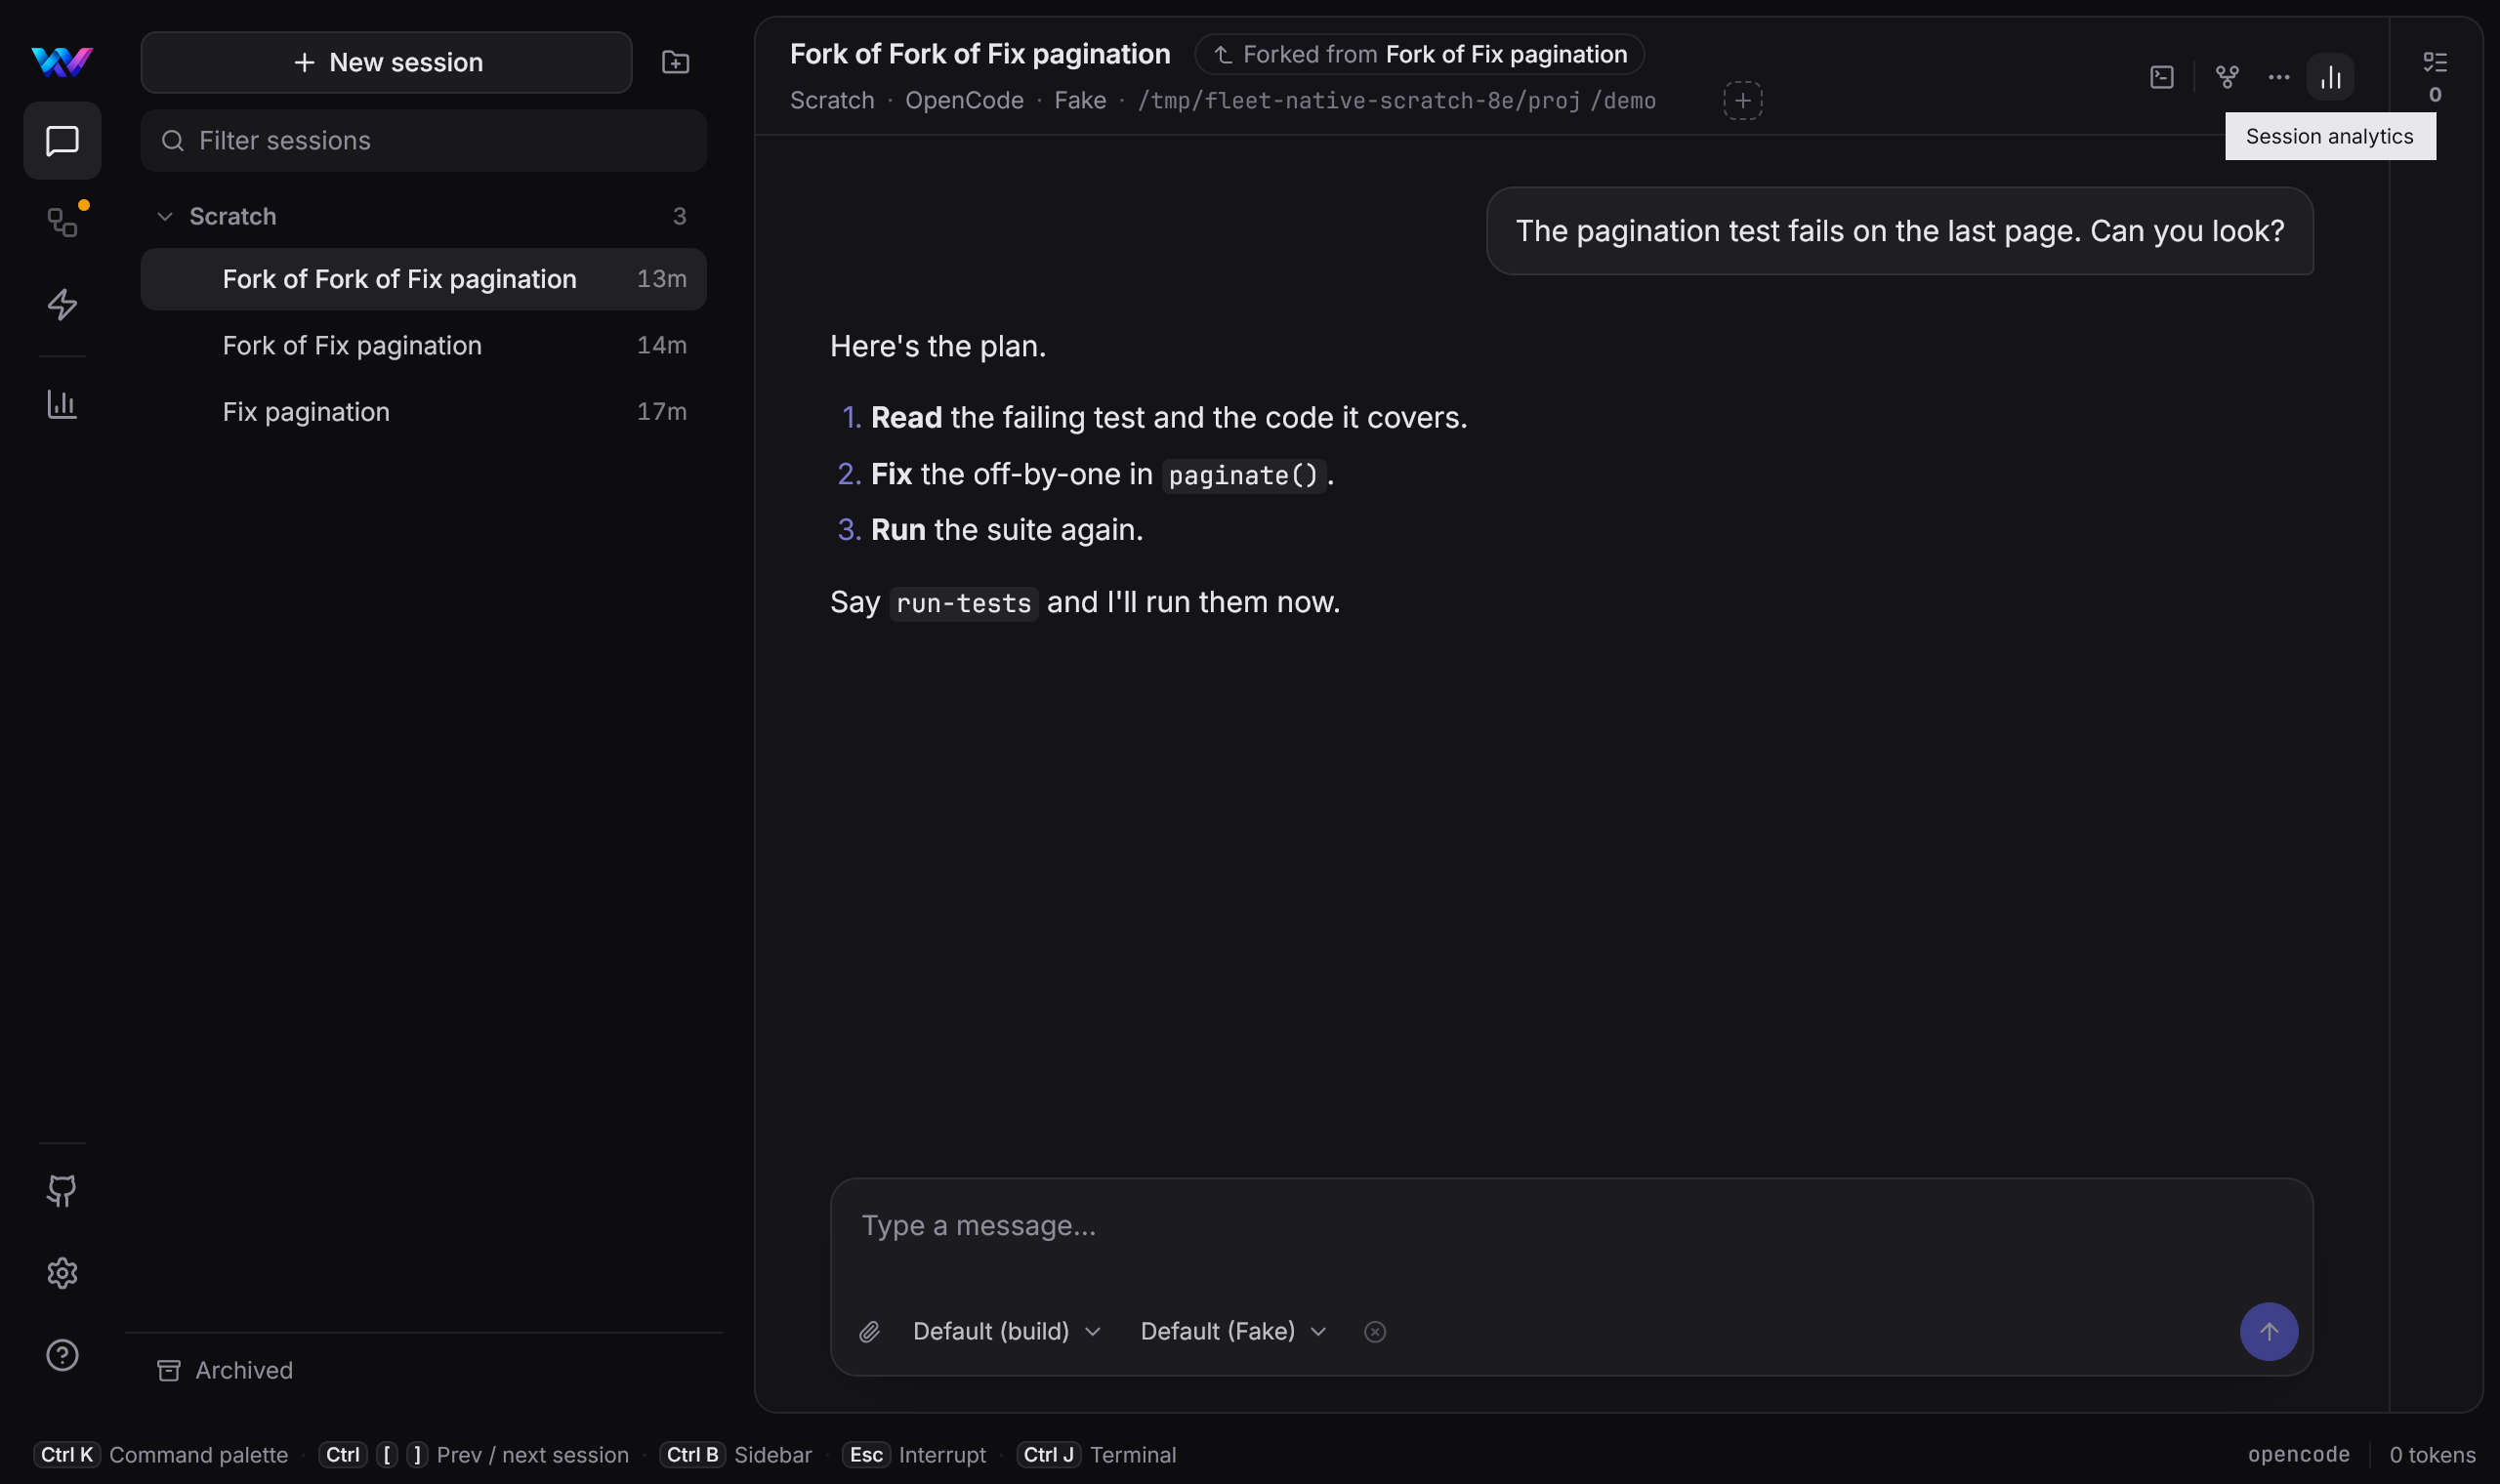 New session
Filter sessions
Scratch 3
Fork of Fork of Fix pagination 13m
Fork of Fix pagination 14m
Fix pagination 17m
Archived
Fork of Fork of Fix pagination
Forked from Fork of Fix pagination
Scratch · OpenCode · Fake · /tmp/fleet-native-scratch-8e/proj /demo
0
Session analytics
The pagination test fails on the last page. Can you look?
Here's the plan.
1. Read the failing test and the code it covers.
2. Fix the off-by-one in paginate().
3. Run the suite again.
Say run-tests and I'll run them now.
Type a message...
Default (build) Default (Fake)
Ctrl K Command palette · Ctrl [ ] Prev / next session · Ctrl B Sidebar · Esc Interrupt · Ctrl J Terminal
opencode 0 tokens